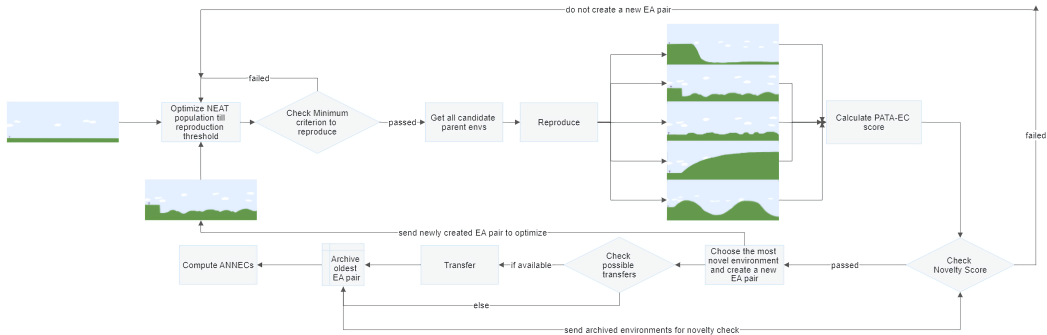 do not create a new EA pair
failed
Optimize NEAT
population till
reproduction
threshold
Check Minimum
criterion to
reproduce
passed
Get all candidate
parent envs
Reproduce
Calculate PATA-EC
score
failed
send newly created EA pair to optimize
Compute ANNECs
Archive
oldest
EA pair
Transfer
if available
Check
possible
transfers
Choose the most
novel environment
and create a new
EA pair
passed
Check
Novelty Score
else
send archived environments for novelty check